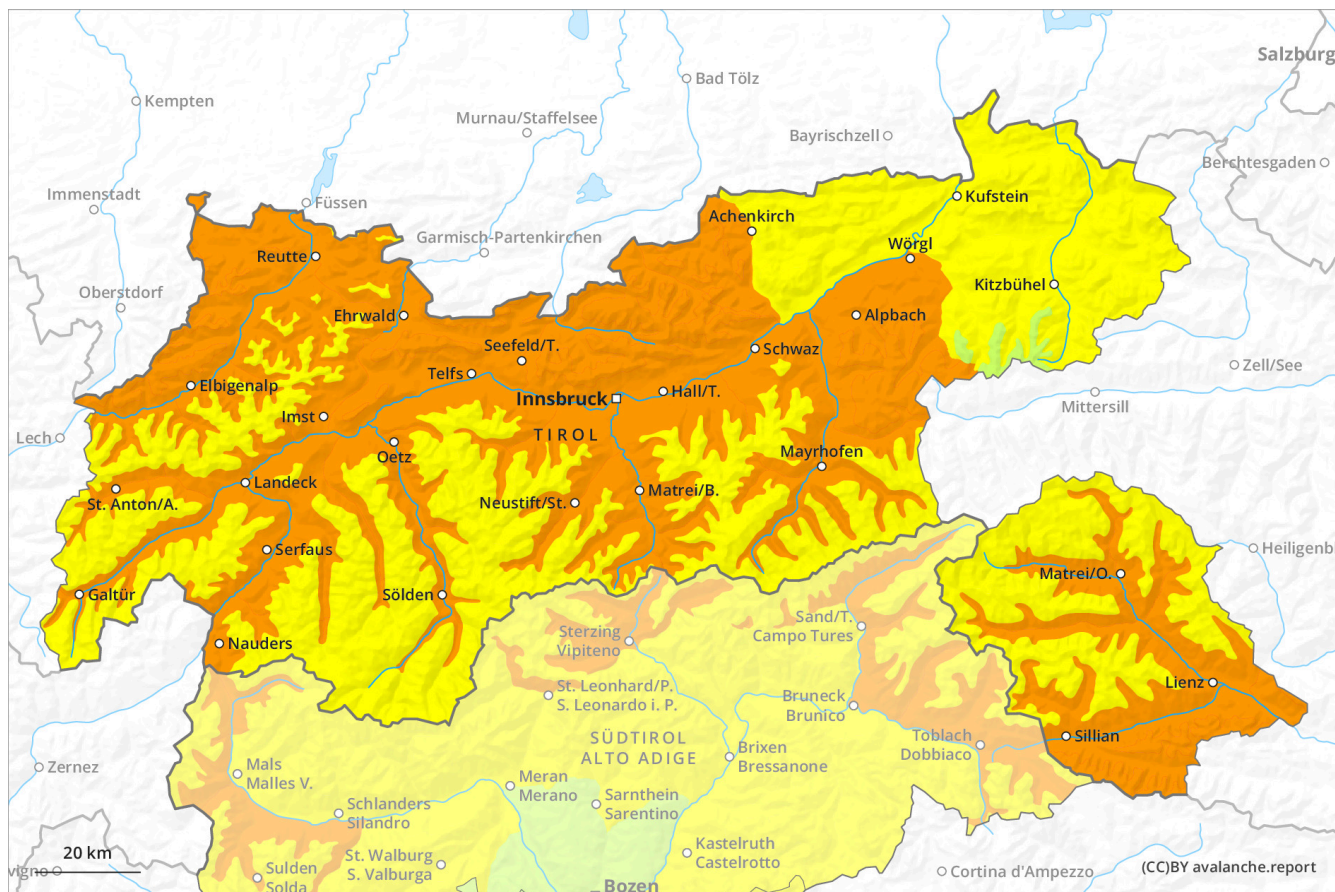 Salzburg
Bad Tölz
Kempten
Murnau/Staffelsee
Bayrischzell
Berchtesgaden
Immenstadt
Füssen
Kufstein
Achenkirch
Garmisch-Partenkirchen
Reutte
Wörgl
Oberstdorf
Kitzbühel
Ehrwald
Alpbach
Seefeld/T.
Schwaz
Zell/See
Telfs
Elbigenalp
Innsbruck
Hall/T.
Mittersill
Imst
Lech
TIROL
Oetz
Mayrhofen
Landeck
St. Anton/A.
Neustift/St.
Matrei/B.
Serfaus
Heiligenb
Matrei/O.
Galtür
Sölden
Sand/T.
Campo Tures
Sterzing
Vipiteno
Nauders
St. Leonhard/P.
S. Leonardo i. P.
Lienz
Bruneck
Brunico
SÜDTIROL
ALTO ADIGE
Sillian
Toblach
Dobbiaco
Brixen
Bressanone
Zernez
Mals
Malles V.
Meran
Merano
Sarnthein
Sarentino
Schlanders
Silandro
Kastelruth
Castelrotto
20 km
St. Walburg
S. Valburga
vigno
Sulden
Solda
Cortina d'Ampezzo
(CC)BY avalanche.report
Bozen